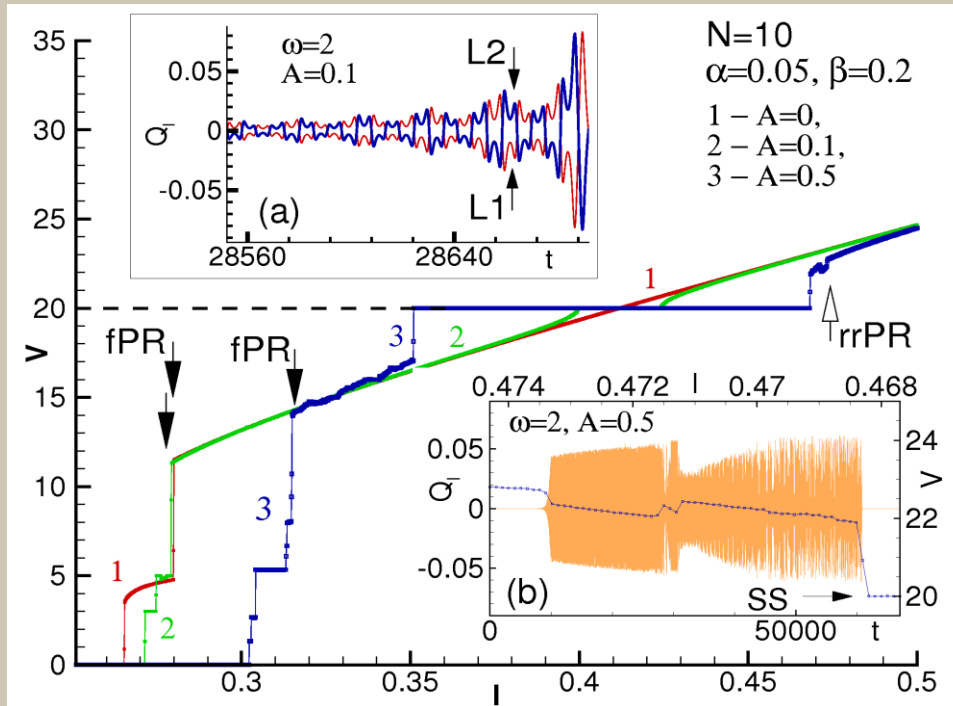 35
30
25
20
15
10
5
0
V
0.3
0.35
0.4
0.45
0.5
I
N=10
α=0.05, β=0.2
1 – A=0,
2 – A=0.1,
3 – A=0.5
ω=2
A=0.1
0.05
0
-0.05
Q_l
(a)
L2
L1
28560
28640
t
fPR
fPR
1
2
3
1
2
3
rrPR
0.474
0.472
I
0.47
0.468
ω=2, A=0.5
0.05
0
-0.05
Q_l
(b)
SS
24
V
22
20
0
50000
t